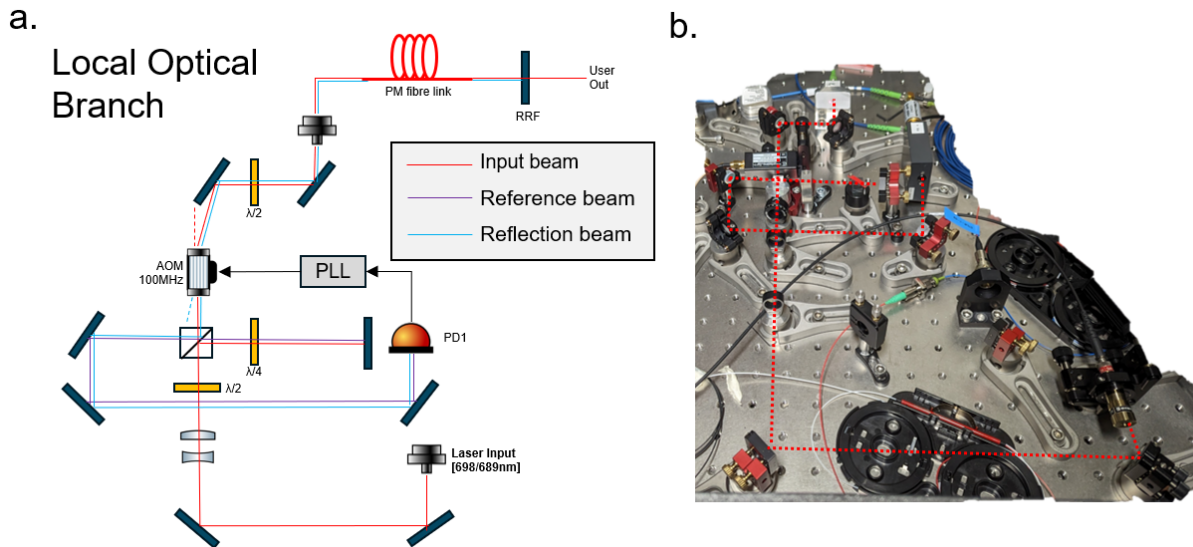 a.
Local Optical
Branch
PM fibre link
RRF
User
Out
λ/2
Input beam
Reference beam
Reflection beam
AOM
100MHz
PLL
PD1
λ/4
λ/2
Laser Input
[698/689nm]
b.